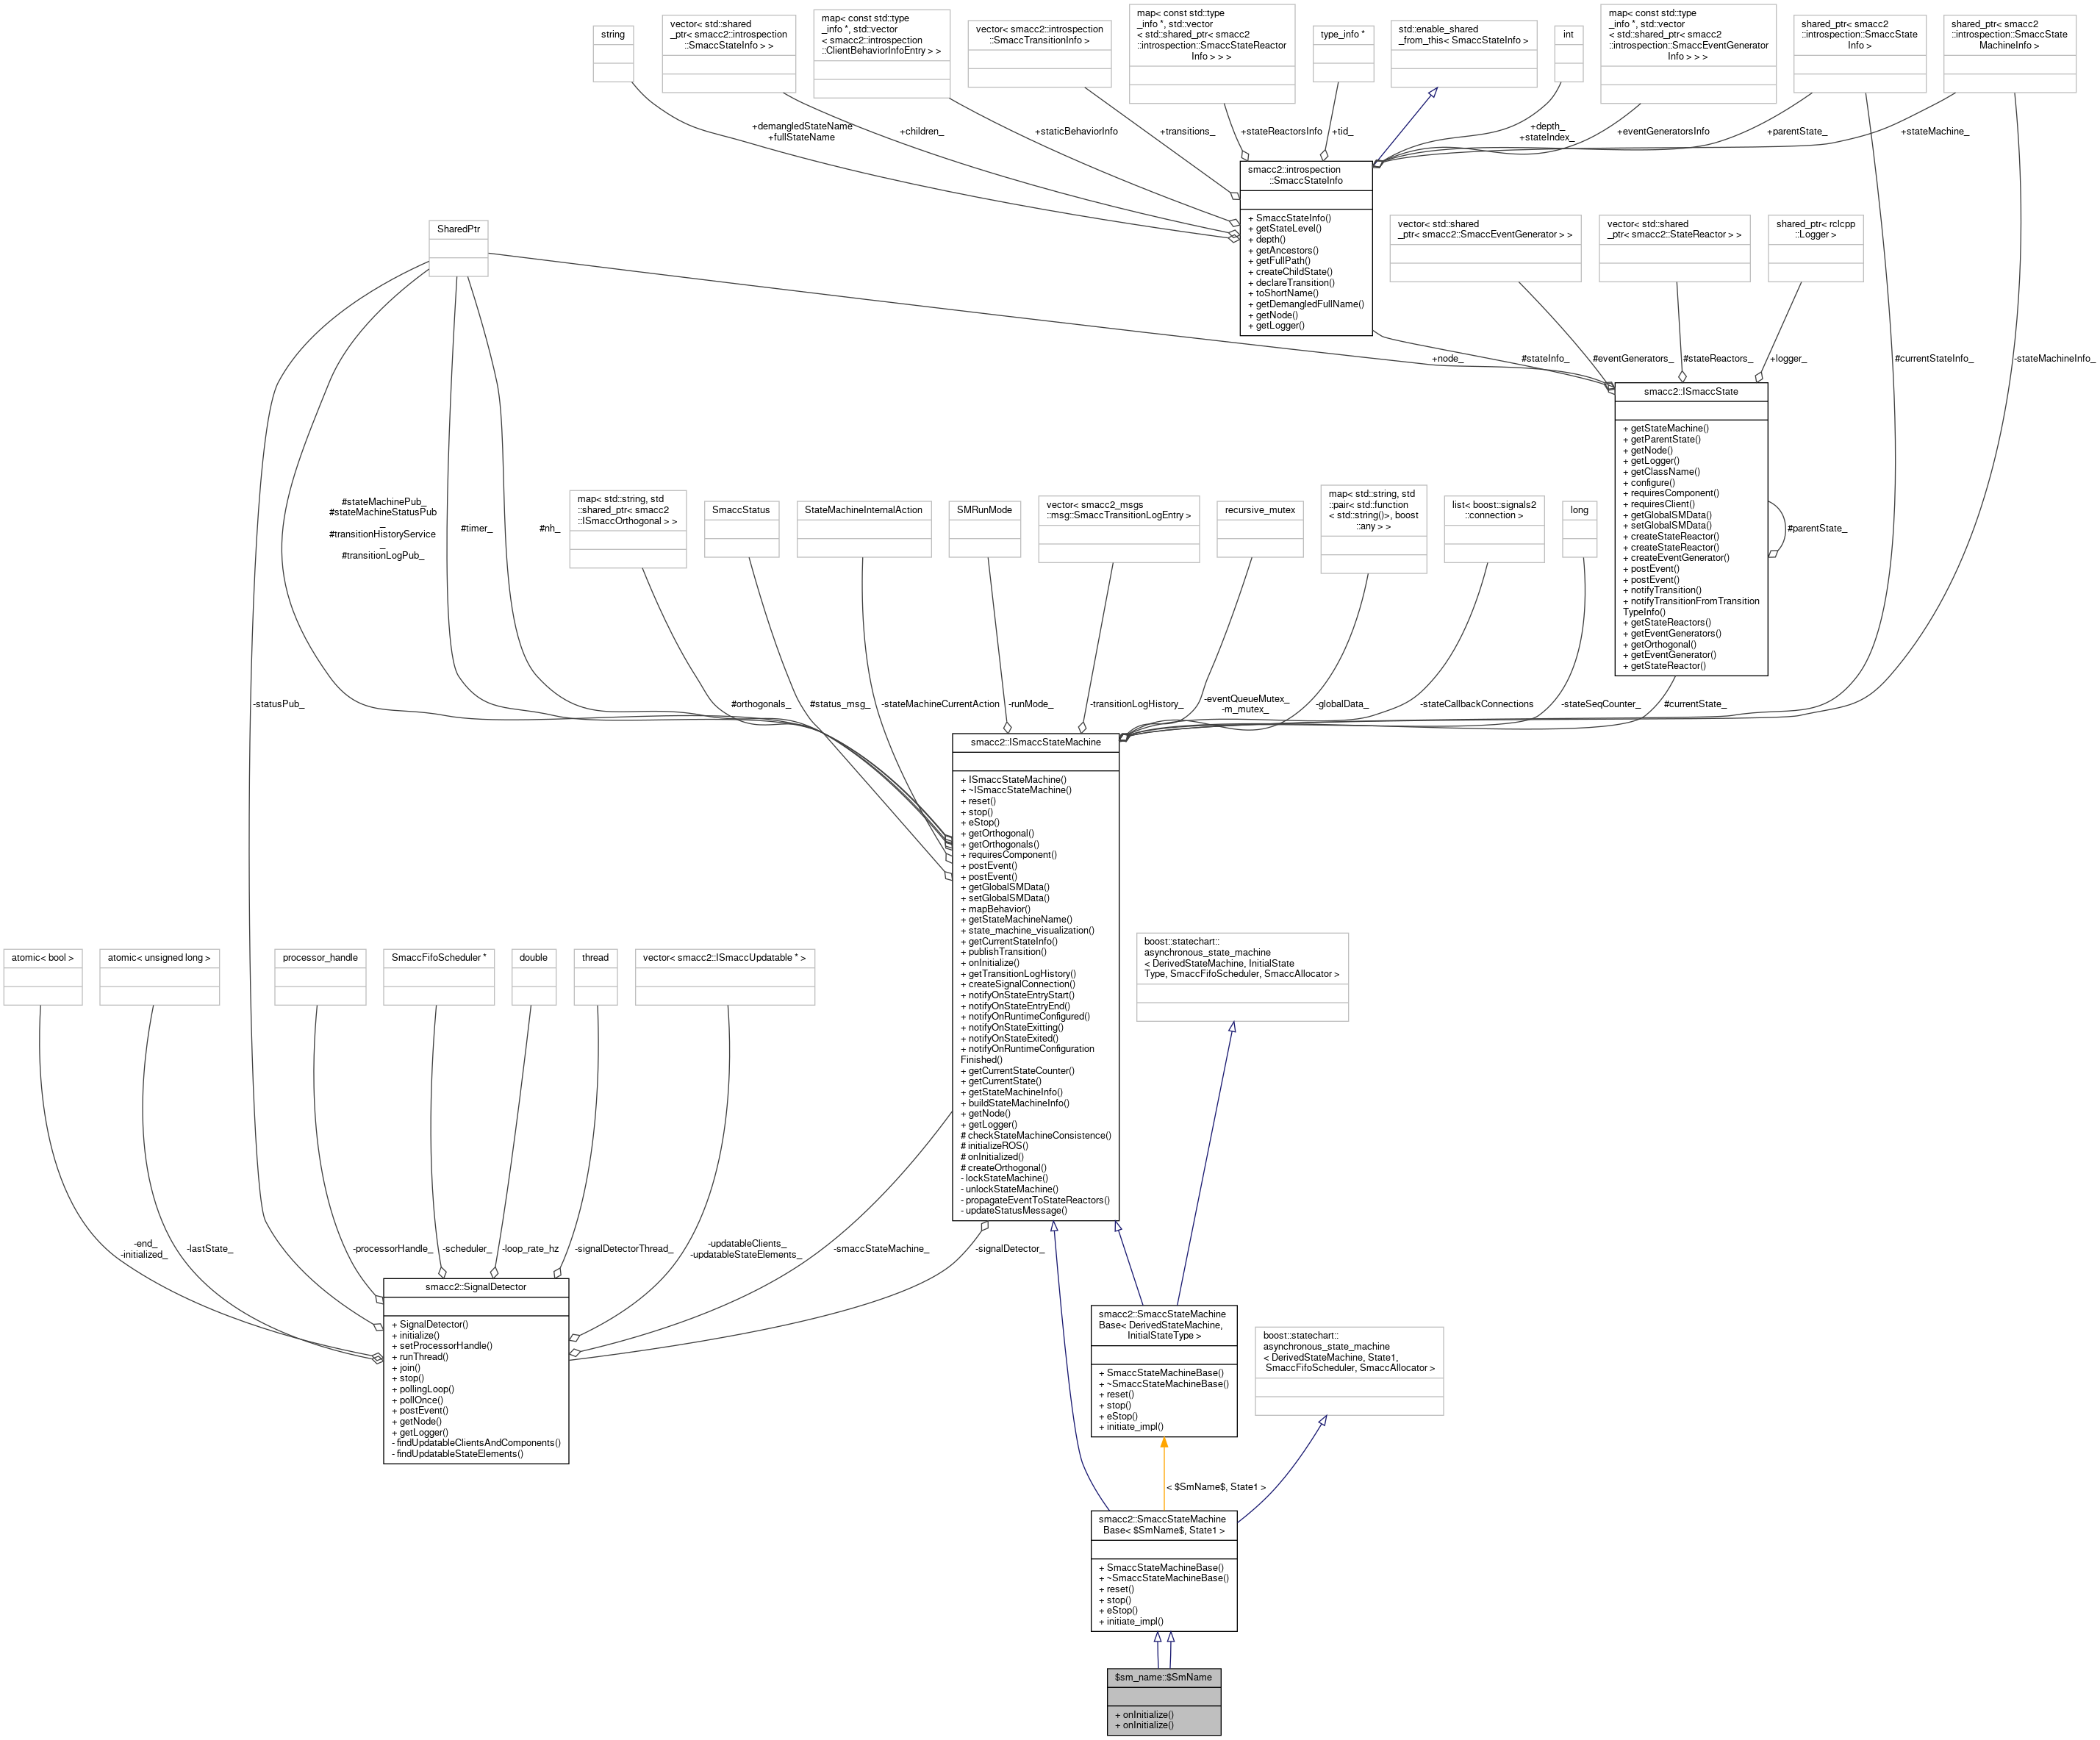 string
vector< std::shared
_ptr< smacc2::introspection
::SmaccStateInfo > >
map< const std::type
_info *, std::vector
< smacc2::introspection
::ClientBehaviorInfoEntry > >
vector< smacc2::introspection
::SmaccTransitionInfo >
map< const std::type
_info *, std::vector
< std::shared_ptr< smacc2
::introspection::SmaccStateReactor
Info > > >
type_info *
std::enable_shared
_from_this< SmaccStateInfo >
int
map< const std::type
_info *, std::vector
< std::shared_ptr< smacc2
::introspection::SmaccEventGenerator
Info > > >
shared_ptr< smacc2
::introspection::SmaccState
Info >
shared_ptr< smacc2
::introspection::SmaccState
MachineInfo >
+demangledStateName
+fullStateName
+children_
+staticBehaviorInfo
+transitions_
+stateReactorsInfo
+tid_
+depth_
+stateIndex_
+eventGeneratorsInfo
+parentState_
+stateMachine_
smacc2::introspection
::SmaccStateInfo
+ SmaccStateInfo()
+ getStateLevel()
+ depth()
+ getAncestors()
+ getFullPath()
+ createChildState()
+ declareTransition()
+ toShortName()
+ getDemangledFullName()
+ getNode()
+ getLogger()
SharedPtr
vector< std::shared
_ptr< smacc2::SmaccEventGenerator > >
vector< std::shared
_ptr< smacc2::StateReactor > >
shared_ptr< rclcpp
::Logger >
+node_
#stateInfo_
#eventGenerators_
#stateReactors_
+logger_
#currentStateInfo_
-stateMachineInfo_
smacc2::ISmaccState
+ getStateMachine()
+ getParentState()
+ getNode()
+ getLogger()
+ getClassName()
+ configure()
+ requiresComponent()
+ requiresClient()
+ getGlobalSMData()
+ setGlobalSMData()
+ createStateReactor()
+ createStateReactor()
+ createEventGenerator()
+ postEvent()
+ postEvent()
+ notifyTransition()
+ notifyTransitionFromTransition
TypeInfo()
+ getStateReactors()
+ getEventGenerators()
+ getOrthogonal()
+ getEventGenerator()
+ getStateReactor()
#parentState_
#stateMachinePub_
#stateMachineStatusPub
_
#transitionHistoryService
_
#transitionLogPub_
#timer_
#nh_
map< std::string, std
::shared_ptr< smacc2
::ISmaccOrthogonal > >
SmaccStatus
StateMachineInternalAction
SMRunMode
vector< smacc2_msgs
::msg::SmaccTransitionLogEntry >
recursive_mutex
map< std::string, std
::pair< std::function
< std::string()>, boost
::any > >
list< boost::signals2
::connection >
long
-statusPub_
#orthogonals_
#status_msg_
-stateMachineCurrentAction
-runMode_
-transitionLogHistory_
-eventQueueMutex_
-m_mutex_
-globalData_
-stateCallbackConnections
-stateSeqCounter_
#currentState_
smacc2::ISmaccStateMachine
+ ISmaccStateMachine()
+ ~ISmaccStateMachine()
+ reset()
+ stop()
+ eStop()
+ getOrthogonal()
+ getOrthogonals()
+ requiresComponent()
+ postEvent()
+ postEvent()
+ getGlobalSMData()
+ setGlobalSMData()
+ mapBehavior()
+ getStateMachineName()
+ state_machine_visualization()
+ getCurrentStateInfo()
+ publishTransition()
+ onInitialize()
+ getTransitionLogHistory()
+ createSignalConnection()
+ notifyOnStateEntryStart()
+ notifyOnStateEntryEnd()
+ notifyOnRuntimeConfigured()
+ notifyOnStateExitting()
+ notifyOnStateExited()
+ notifyOnRuntimeConfiguration
Finished()
+ getCurrentStateCounter()
+ getCurrentState()
+ getStateMachineInfo()
+ buildStateMachineInfo()
+ getNode()
+ getLogger()
# checkStateMachineConsistence()
# initializeROS()
# onInitialized()
# createOrthogonal()
- lockStateMachine()
- unlockStateMachine()
- propagateEventToStateReactors()
- updateStatusMessage()
atomic< bool >
atomic< unsigned long >
processor_handle
SmaccFifoScheduler *
double
thread
vector< smacc2::ISmaccUpdatable * >
boost::statechart::
asynchronous_state_machine
< DerivedStateMachine, InitialState
Type, SmaccFifoScheduler, SmaccAllocator >
-end_
-initialized_
-lastState_
-processorHandle_
-scheduler_
-loop_rate_hz
-signalDetectorThread_
-updatableClients_
-updatableStateElements_
-smaccStateMachine_
-signalDetector_
smacc2::SignalDetector
+ SignalDetector()
+ initialize()
+ setProcessorHandle()
+ runThread()
+ join()
+ stop()
+ pollingLoop()
+ pollOnce()
+ postEvent()
+ getNode()
+ getLogger()
- findUpdatableClientsAndComponents()
- findUpdatableStateElements()
smacc2::SmaccStateMachine
Base< DerivedStateMachine,
InitialStateType >
+ SmaccStateMachineBase()
+ ~SmaccStateMachineBase()
+ reset()
+ stop()
+ eStop()
+ initiate_impl()
boost::statechart::
asynchronous_state_machine
< DerivedStateMachine, State1,
SmaccFifoScheduler, SmaccAllocator >
< $SmName$, State1 >
smacc2::SmaccStateMachine
Base< $SmName$, State1 >
+ SmaccStateMachineBase()
+ ~SmaccStateMachineBase()
+ reset()
+ stop()
+ eStop()
+ initiate_impl()
$sm_name::$SmName
+ onInitialize()
+ onInitialize()